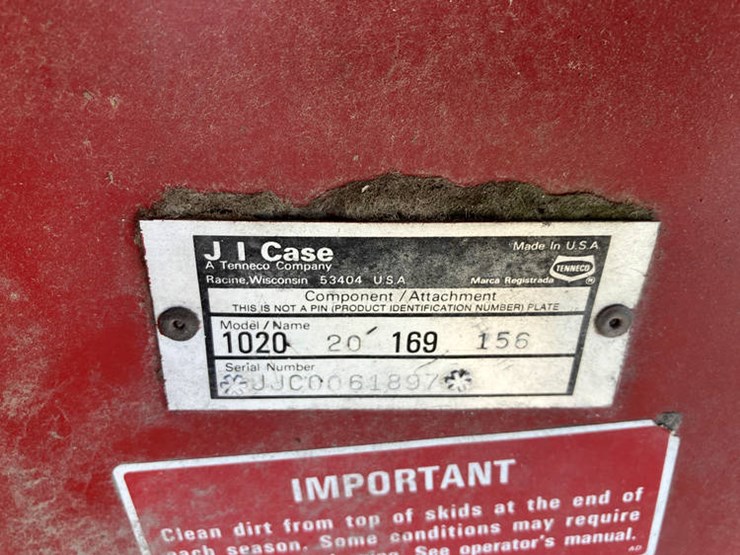 J I Case
A Tenneco Company
Racine, Wisconsin 53404 U.S.A.
Made In U.S.A.
TENNECO
Marca Registrada ®
Component / Attachment
THIS IS NOT A PIN (PRODUCT IDENTIFICATION NUMBER) PLATE
Model / Name
1020 20' 169 156
Serial Number
JJC0061897
IMPORTANT
Clean dirt from top of skids at the end of
each season. Some conditions may require
See operator's manual.
AD